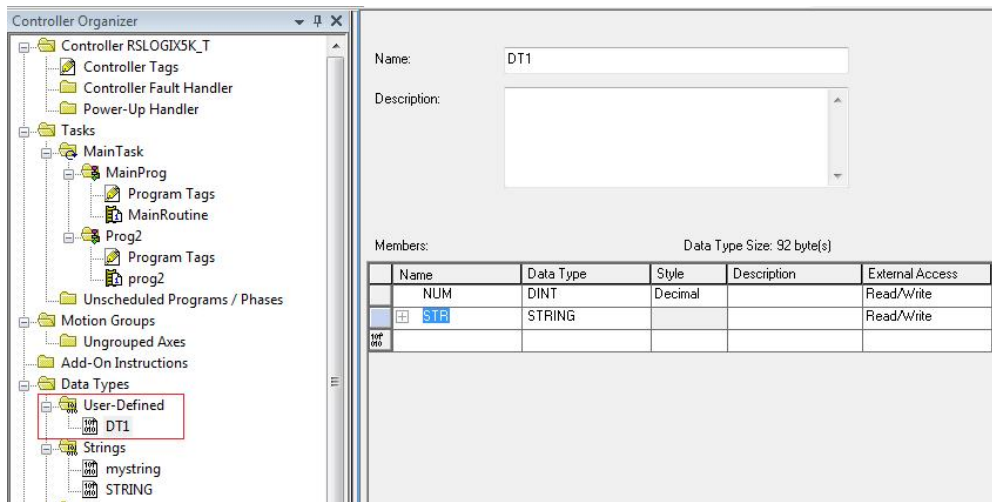 Controller Organizer
Controller RSLOGIX5K_T
Controller Tags
Controller Fault Handler
Power-Up Handler
Tasks
MainTask
MainProg
Program Tags
MainRoutine
Prog2
Program Tags
prog2
Unscheduled Programs / Phases
Motion Groups
Ungrouped Axes
Add-On Instructions
Data Types
User-Defined
DT1
Strings
mystring
STRING
Name: DT1
Description:
Members: Data Type Size: 92 byte(s)
Name Data Type Style Description External Access
NUM DINT Decimal Read/Write
STR STRING Read/Write